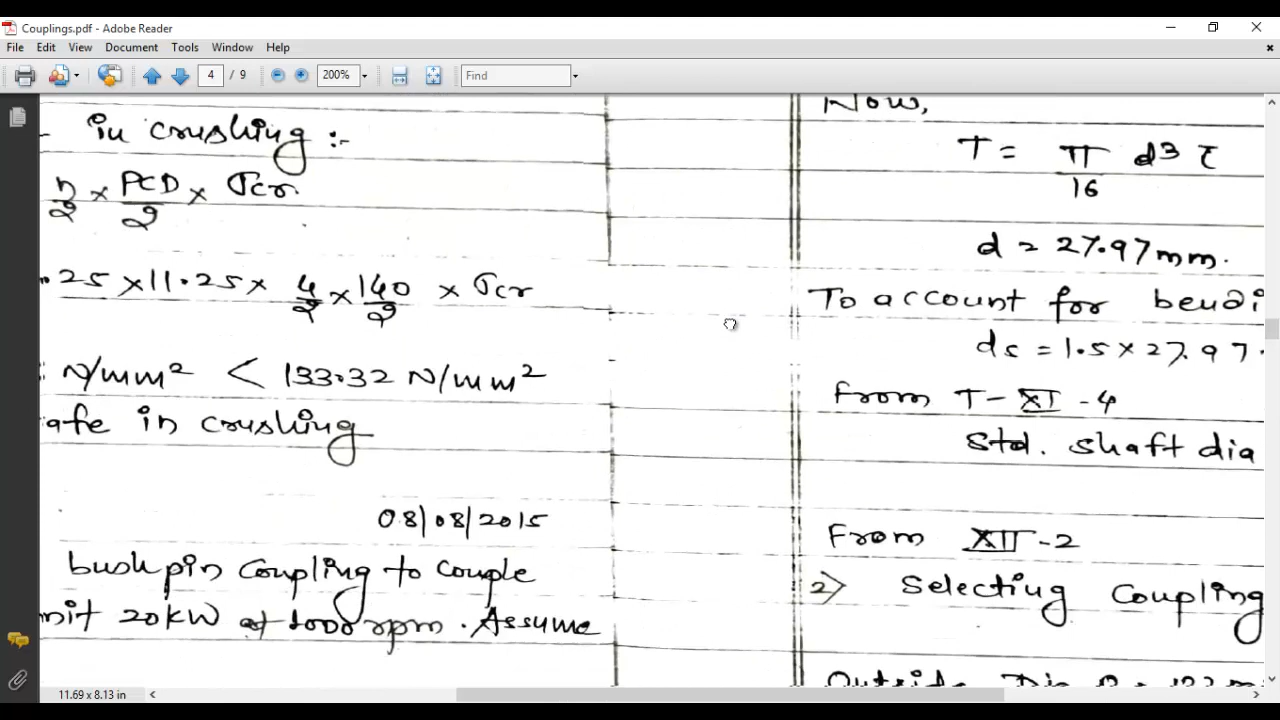 Couplings.pdf - Adobe Reader
File Edit View Document Tools Window Help
4 / 9 200% Find
- in crushing :-
n/2 × PCD/2 × σcr.
.25 × 11.25 × 4/2 × 140/2 × σcr
N/mm² < 133.32 N/mm²
afe in crushing
08/08/2015
bush pin Coupling to couple
mit 20 KW at 1000 rpm. Assume
Now,
T = π/16 d³ τ
d = 27.97 mm.
To account for bendi
ds = 1.5 × 27.97
From T - XI - 4
Std. shaft dia
From XII - 2
2) Selecting Coupling
Outside Dia
11.69 x 8.13 in